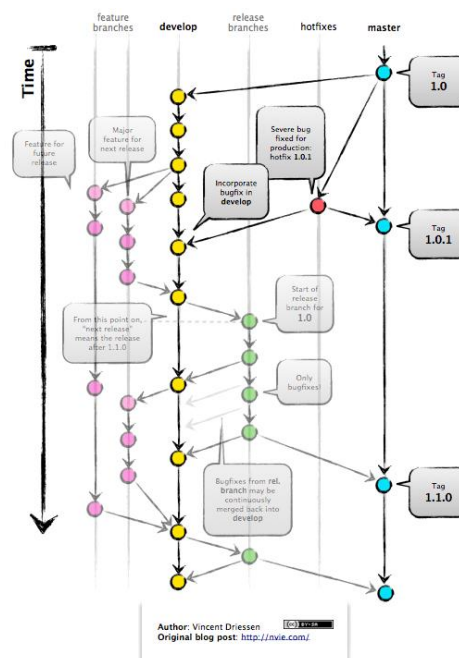 feature
branches
develop
release
branches
hotfixes
master
Time
Tag
1.0
Feature for
future
release
Major
feature for
next release
Severe bug
fixed for
production:
hotfix 1.0.1
Incorporate
bugfix in
develop
Tag
1.0.1
Start of
release
branch for
1.0
From this point on,
"next release"
means the release
after 1.1.0
Only
bugfixes!
Bugfixes from rel.
branch may be
continuously
merged back into
develop
Tag
1.1.0
Author: Vincent Driessen
Original blog post: http://nvie.com/
(cc) BY-SA